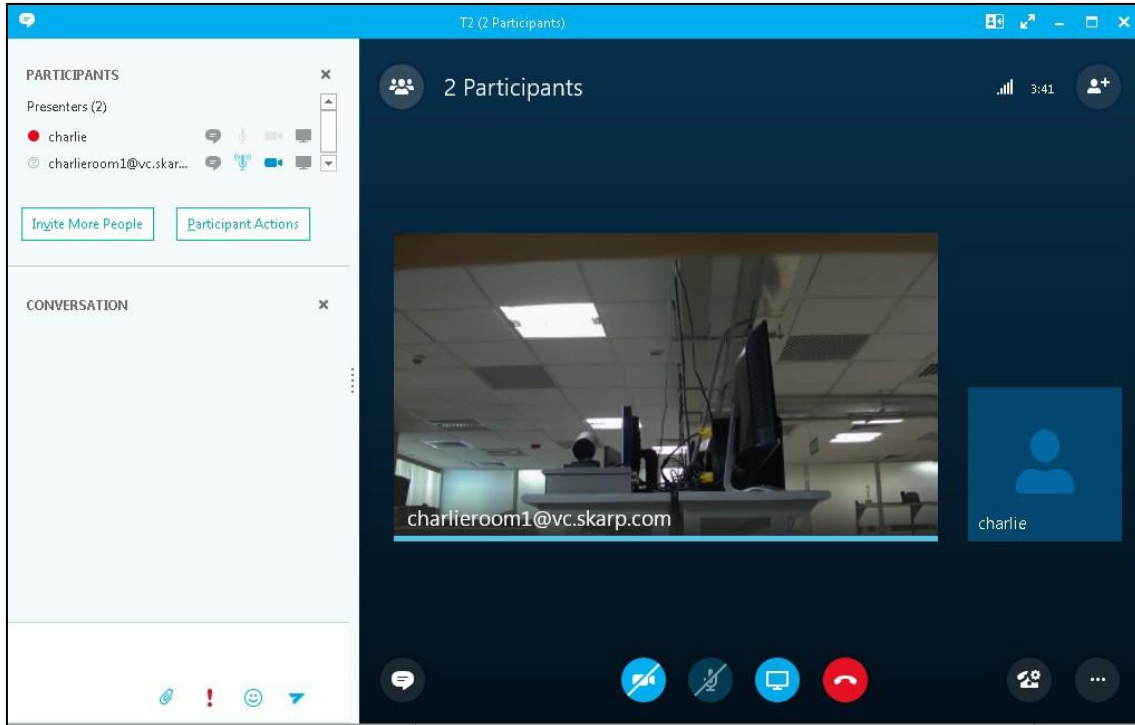 T2 (2 Participants)
PARTICIPANTS
Presenters (2)
charlie
charlieroom1@vc.skar...
Invite More People
Participant Actions
CONVERSATION
2 Participants
3:41
charlieroom1@vc.skarp.com
charlie